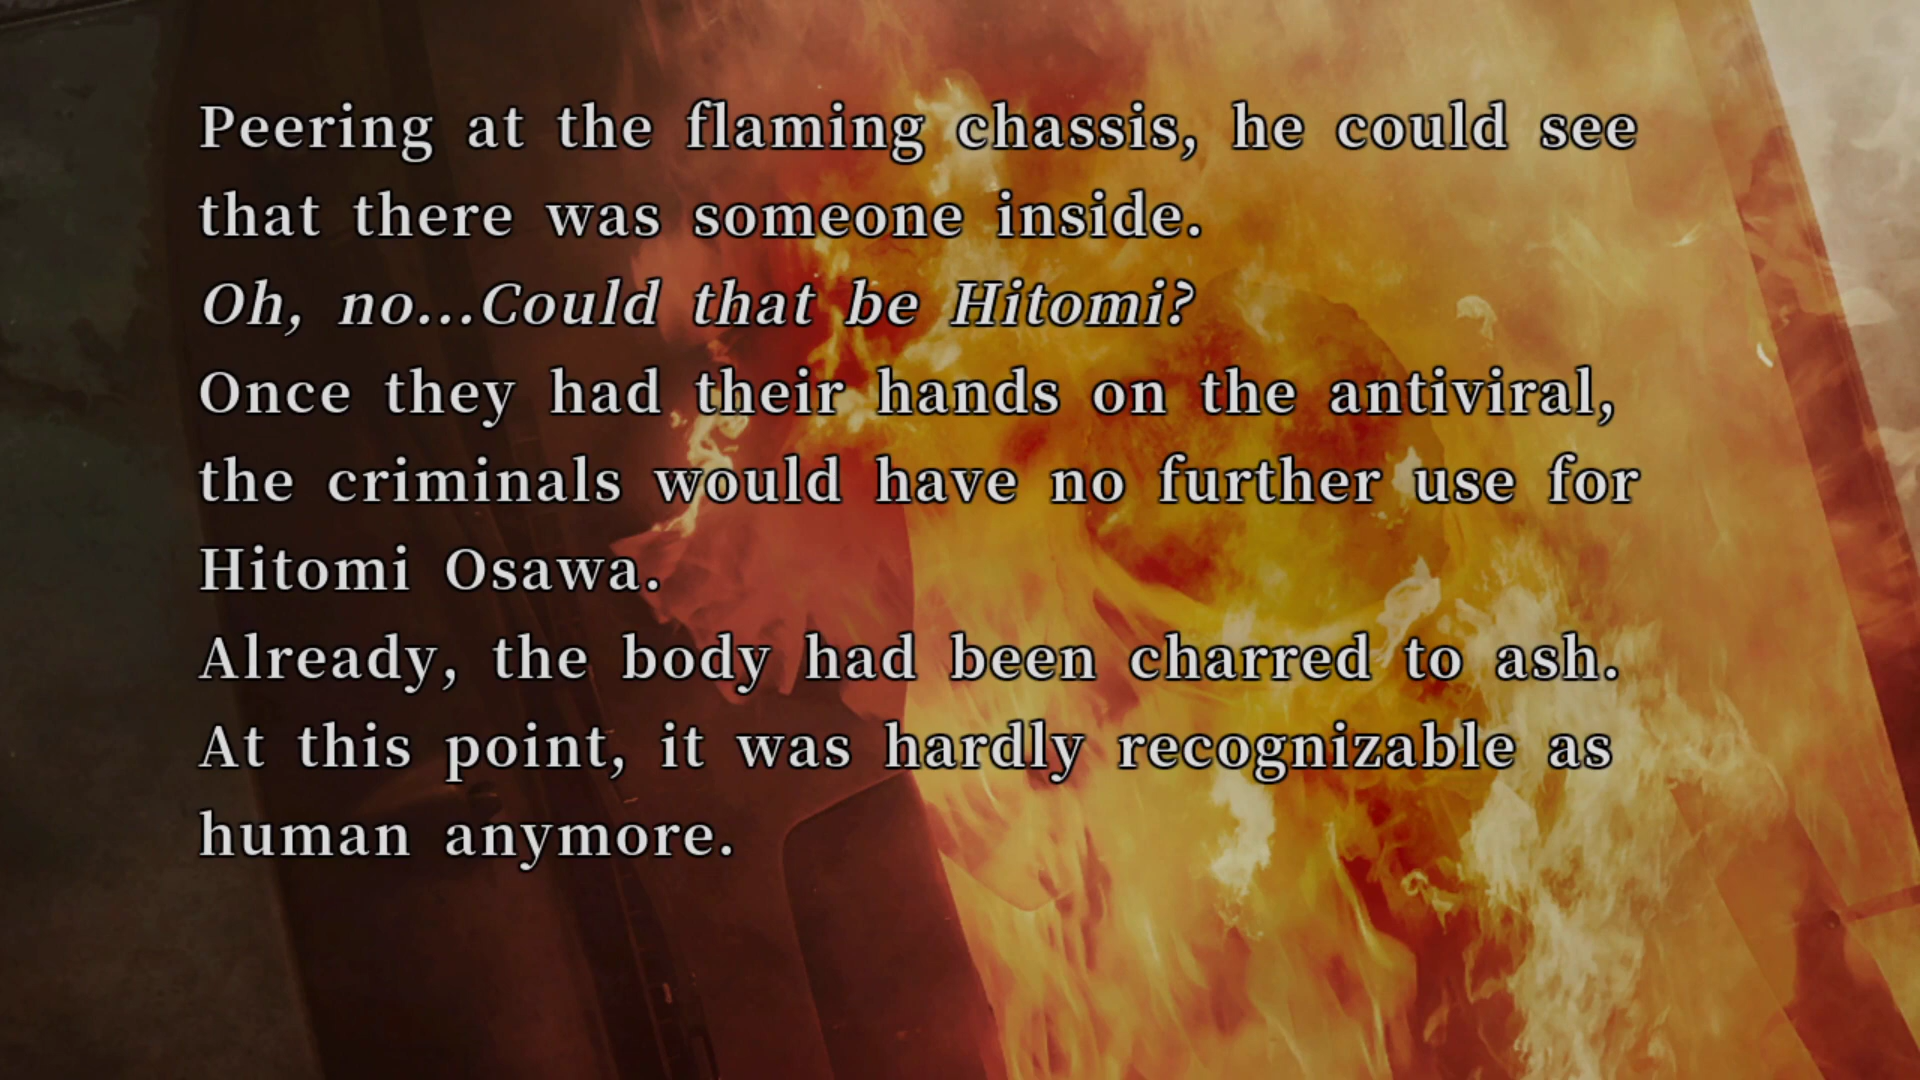 Peering at the flaming chassis, he could see
that there was someone inside.
Oh, no...Could that be Hitomi?
Once they had their hands on the antiviral,
the criminals would have no further use for
Hitomi Osawa.
Already, the body had been charred to ash.
At this point, it was hardly recognizable as
human anymore.